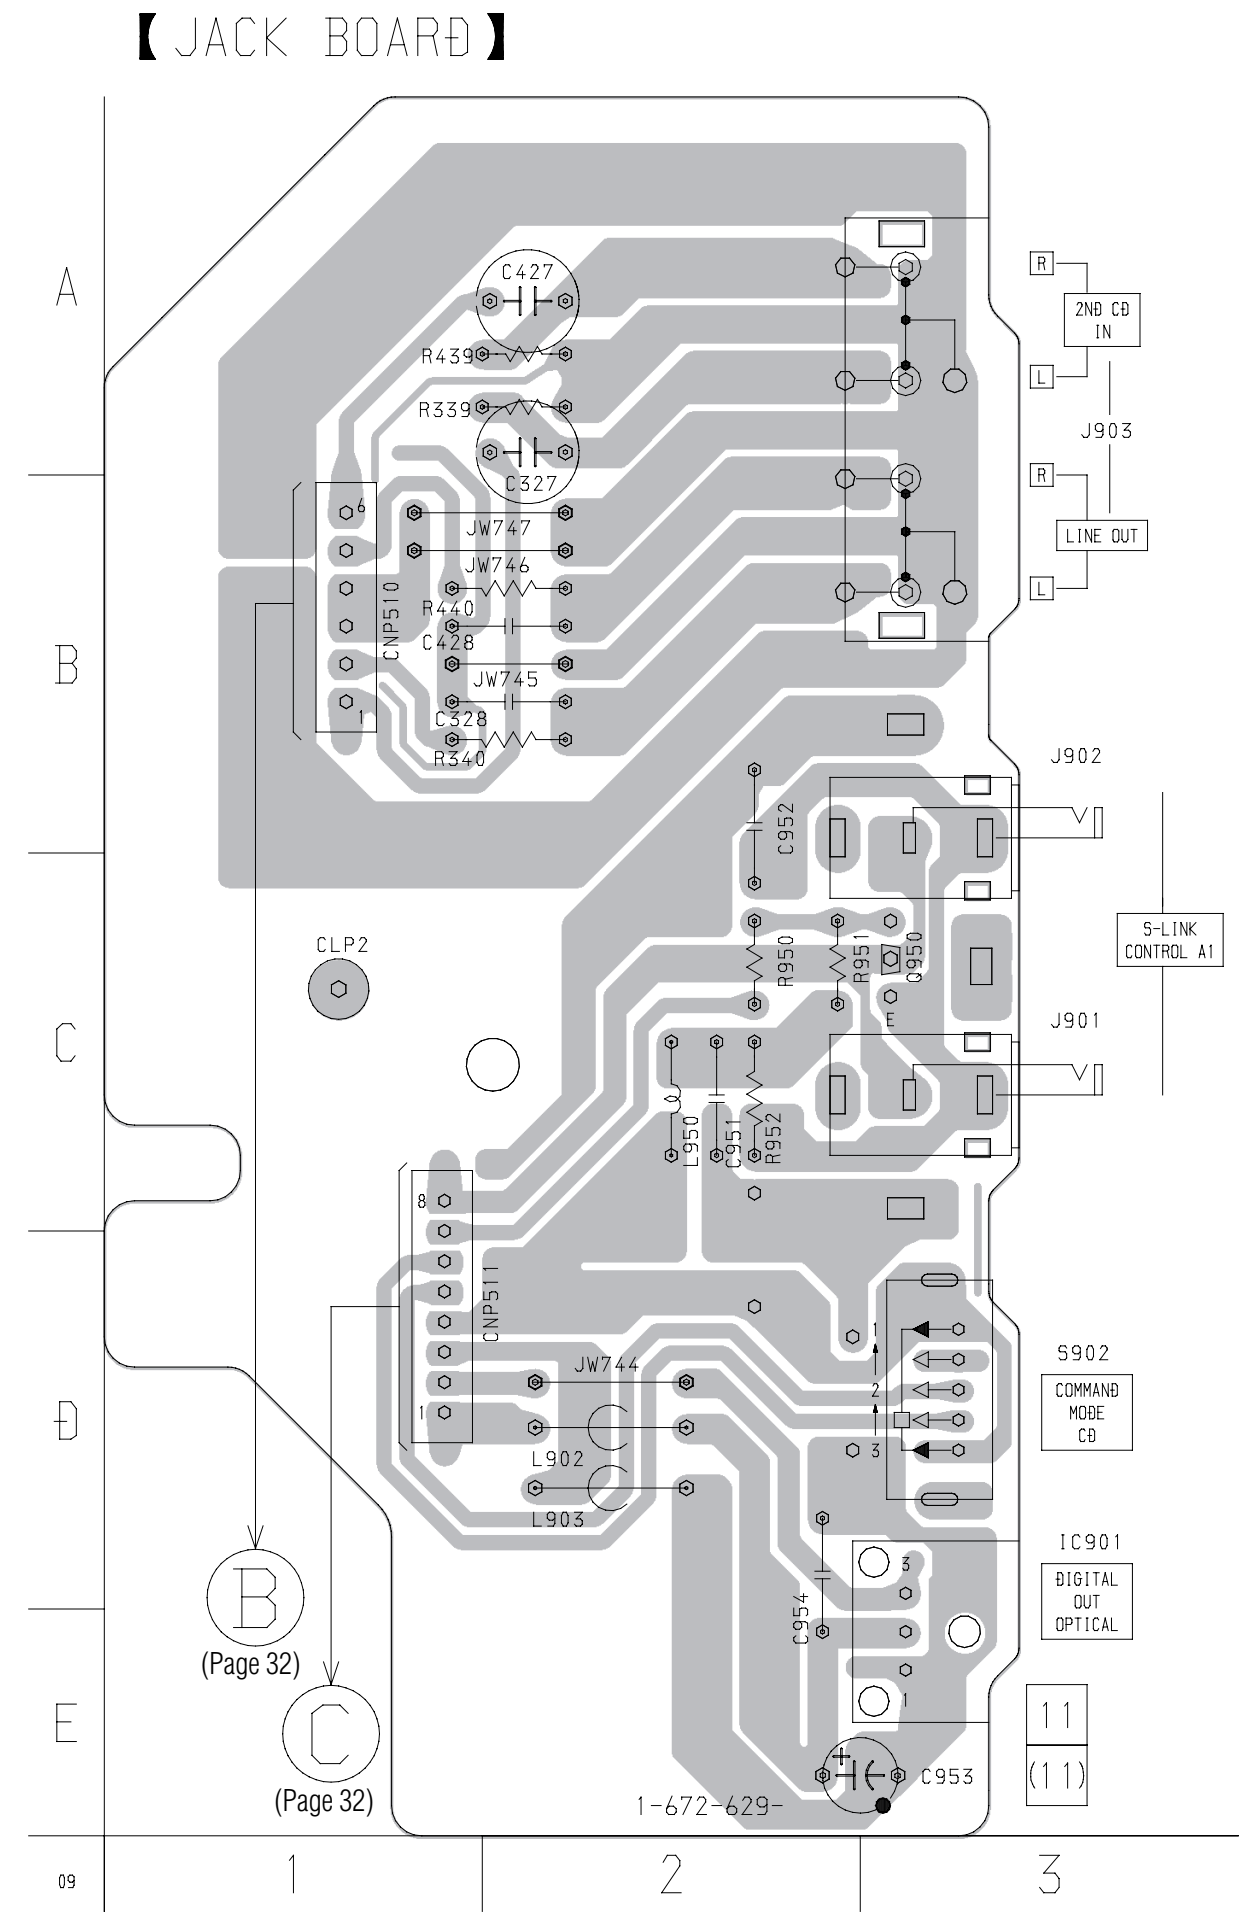 【 JACK BOARD】
A
C427
R
2ND CD
IN
R439
L
R339
J903
C327
R
6
JW747
LINE OUT
JW746
CNP510
L
R440
B
C428
JW745
1
C328
R340
J902
C952
S-LINK
CONTROL A1
CLP2
R950
R951
Q950
E
C
J901
L950
C951
R952
8
CNP511
1
S902
JW744
2
COMMAND
MODE
CD
D
1
3
L902
L903
IC901
3
DIGITAL
OUT
OPTICAL
B
C954
(Page 32)
E
1
11
C
C953
(11)
(Page 32)
1-672-629-
09
1
2
3